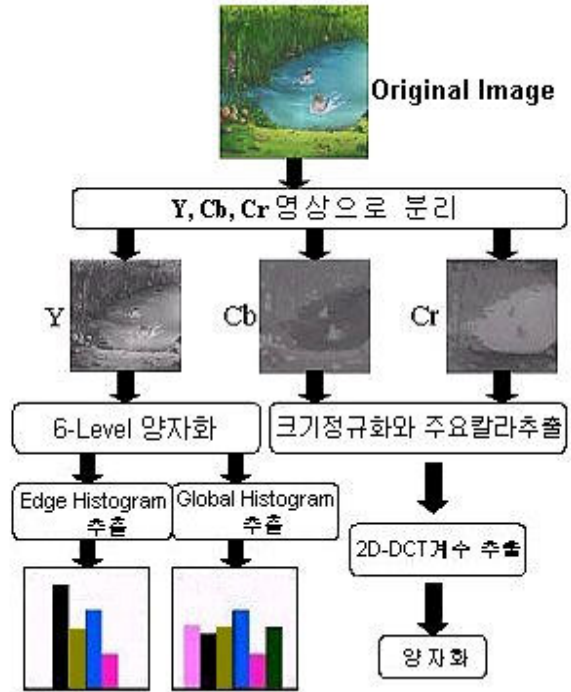 Original Image
Y, Cb, Cr 영상으로 분리
Y
Cb
Cr
6-Level 양자화
크기정규화와 주요칼라추출
Edge Histogram
추출
Global Histogram
추출
2D-DCT계수 추출
양자화